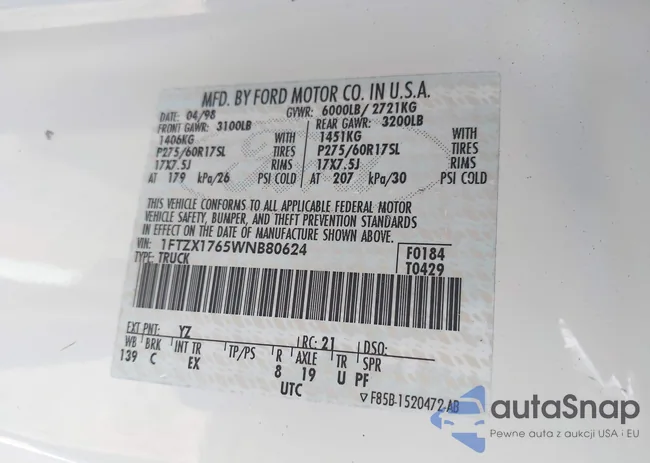 MFD. BY FORD MOTOR CO. IN U.S.A.
DATE: 04/98 GVWR: 6000LB/ 2721KG
FRONT GAWR: 3100LB REAR GAWR: 3200LB
1406KG WITH 1451KG WITH
P275/60R17SL TIRES P275/60R17SL TIRES
17X7.5J RIMS 17X7.5J RIMS
AT 179 kPa/26 PSI COLD AT 207 kPa/30 PSI COLD
THIS VEHICLE CONFORMS TO ALL APPLICABLE FEDERAL MOTOR
VEHICLE SAFETY, BUMPER, AND THEFT PREVENTION STANDARDS
IN EFFECT ON THE DATE OF MANUFACTURE SHOWN ABOVE.
VIN: 1FTZX1765WNB80624 F0184
TYPE: TRUCK T0429
EXT PNT: YZ RC: 21 DSO:
WB BRK INT TR TP/PS R AXLE TR SPR
139 C EX 8 19 U PF
UTC
▽ F85B-1520472-AB
autoSnap
Pewne auta z aukcji USA i EU